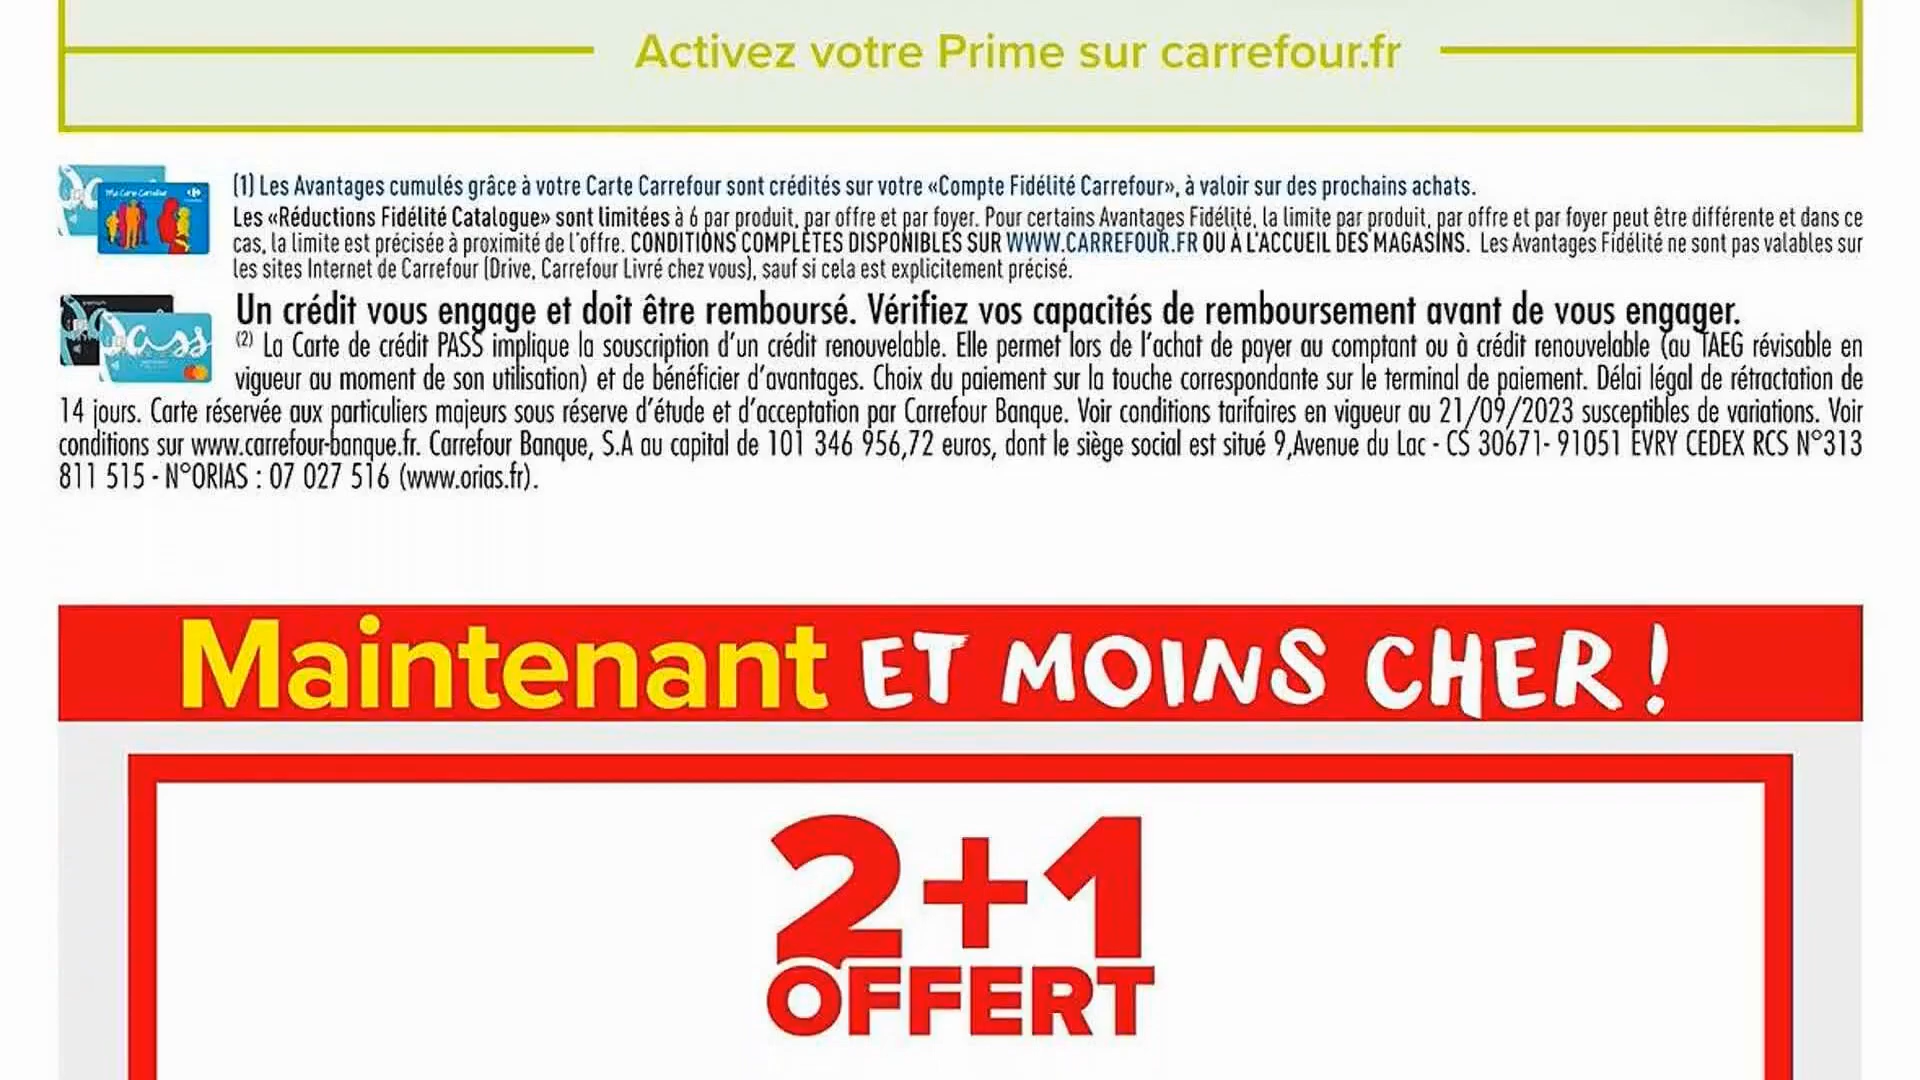 Activez votre Prime sur carrefour.fr
Ma Carte Carrefour
(1) Les Avantages cumulés grâce à votre Carte Carrefour sont crédités sur votre «Compte Fidélité Carrefour», à valoir sur des prochains achats.
Les «Réductions Fidélité Catalogue» sont limitées à 6 par produit, par offre et par foyer. Pour certains Avantages Fidélité, la limite par produit, par offre et par foyer peut être différente et dans ce
cas, la limite est précisée à proximité de l'offre. CONDITIONS COMPLÈTES DISPONIBLES SUR WWW.CARREFOUR.FR OU À L'ACCUEIL DES MAGASINS. Les Avantages Fidélité ne sont pas valables sur
les sites Internet de Carrefour (Drive, Carrefour Livré chez vous), sauf si cela est explicitement précisé.
Un crédit vous engage et doit être remboursé. Vérifiez vos capacités de remboursement avant de vous engager.
(2) La Carte de crédit PASS implique la souscription d'un crédit renouvelable. Elle permet lors de l'achat de payer au comptant ou à crédit renouvelable (au TAEG révisable en
vigueur au moment de son utilisation) et de bénéficier d'avantages. Choix du paiement sur la touche correspondante sur le terminal de paiement. Délai légal de rétractation de
14 jours. Carte réservée aux particuliers majeurs sous réserve d'étude et d'acceptation par Carrefour Banque. Voir conditions tarifaires en vigueur au 21/09/2023 susceptibles de variations. Voir
conditions sur www.carrefour-banque.fr. Carrefour Banque, S.A au capital de 101 346 956,72 euros, dont le siège social est situé 9,Avenue du Lac - CS 30671- 91051 EVRY CEDEX RCS N°313
811 515 - N°ORIAS : 07 027 516 (www.orias.fr).
Maintenant ET MOINS CHER !
2+1
OFFERT